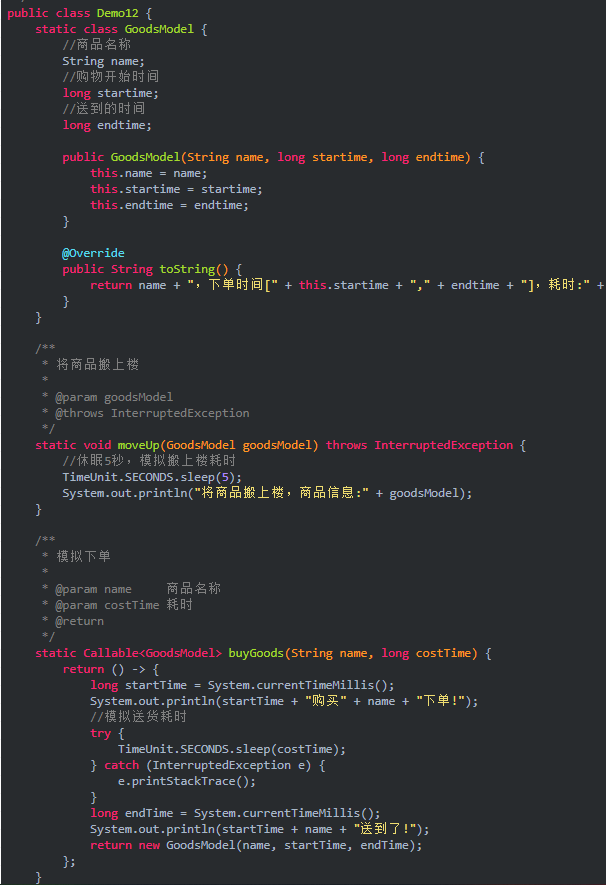 public class Demo12 {
    static class GoodsModel {
        //商品名称
        String name;
        //购物开始时间
        long startime;
        //送到的时间
        long endtime;

        public GoodsModel(String name, long startime, long endtime) {
            this.name = name;
            this.startime = startime;
            this.endtime = endtime;
        }

        @Override
        public String toString() {
            return name + "，下单时间[" + this.startime + "," + endtime + "]，耗时:" +
        }
    }

    /**
     * 将商品搬上楼
     *
     * @param goodsModel
     * @throws InterruptedException
     */
    static void moveUp(GoodsModel goodsModel) throws InterruptedException {
        //休眠5秒，模拟搬上楼耗时
        TimeUnit.SECONDS.sleep(5);
        System.out.println("将商品搬上楼，商品信息:" + goodsModel);
    }

    /**
     * 模拟下单
     *
     * @param name     商品名称
     * @param costTime 耗时
     * @return
     */
    static Callable<GoodsModel> buyGoods(String name, long costTime) {
        return () -> {
            long startTime = System.currentTimeMillis();
            System.out.println(startTime + "购买" + name + "下单!");
            //模拟送货耗时
            try {
                TimeUnit.SECONDS.sleep(costTime);
            } catch (InterruptedException e) {
                e.printStackTrace();
            }
            long endTime = System.currentTimeMillis();
            System.out.println(startTime + name + "送到了!");
            return new GoodsModel(name, startTime, endTime);
        };
    }